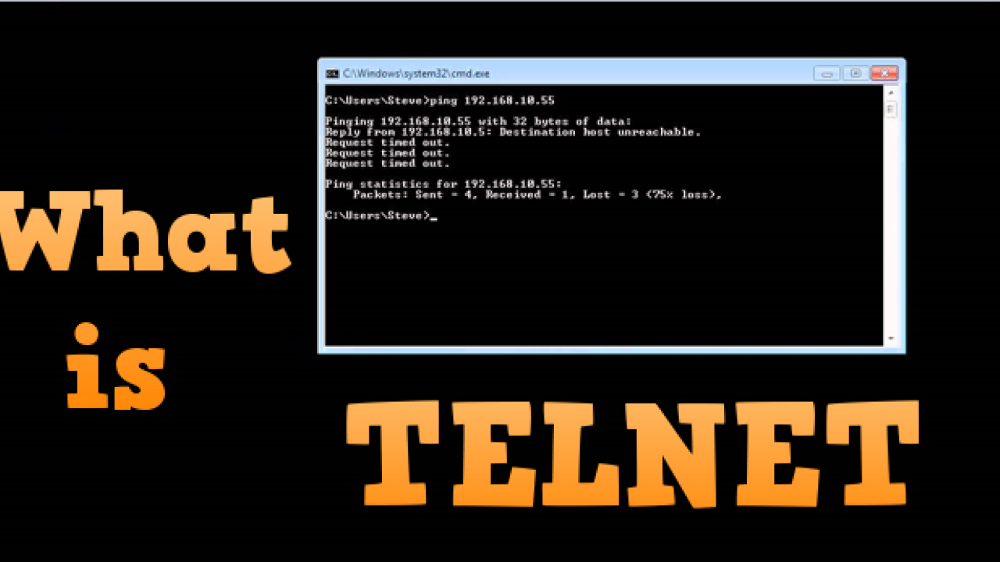 C:\Windows\system32\cmd.exe
C:\Users\Steve>ping 192.168.10.55
Pinging 192.168.10.55 with 32 bytes of data:
Reply from 192.168.10.5: Destination host unreachable.
Request timed out.
Request timed out.
Request timed out.
Ping statistics for 192.168.10.55:
Packets: Sent = 4, Received = 1, Lost = 3 (75% loss),
C:\Users\Steve>_
What
is
TELNET